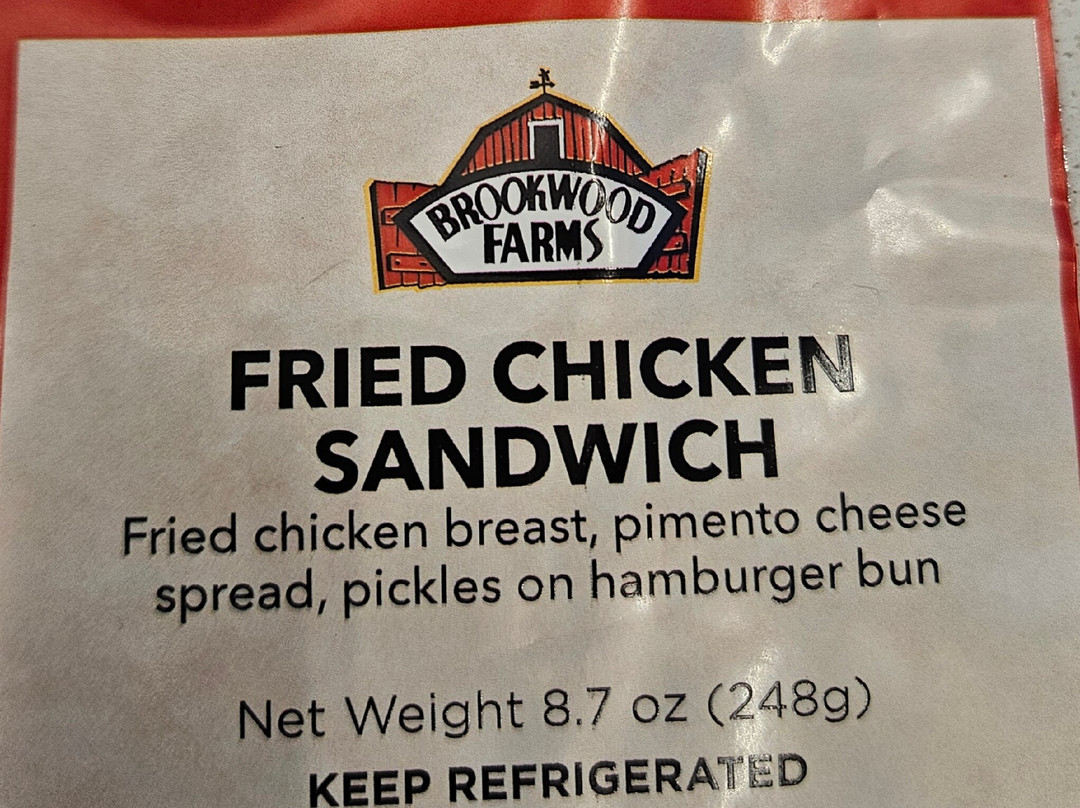 BROOKWOOD
FARMS
FRIED CHICKEN
SANDWICH
Fried chicken breast, pimento cheese
spread, pickles on hamburger bun
Net Weight 8.7 oz (248g)
KEEP REFRIGERATED